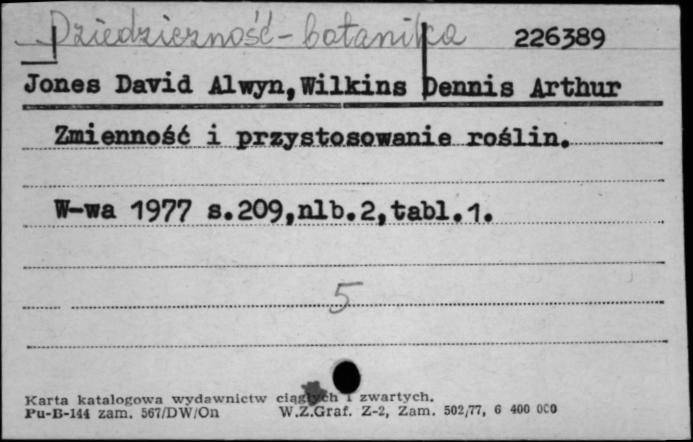 Dziedziczność - botanika 226389
Jones David Alwyn, Wilkins Dennis Arthur
Zmienność i przystosowanie roślin.
W-wa 1977 s.209,nlb.2,tabl.1.
5
Karta katalogowa wydawnictw ciągłych i zwartych.
Pu-B-144 zam. 567/DW/On W.Z.Graf. Z-2, Zam. 502/77, 6 400 000